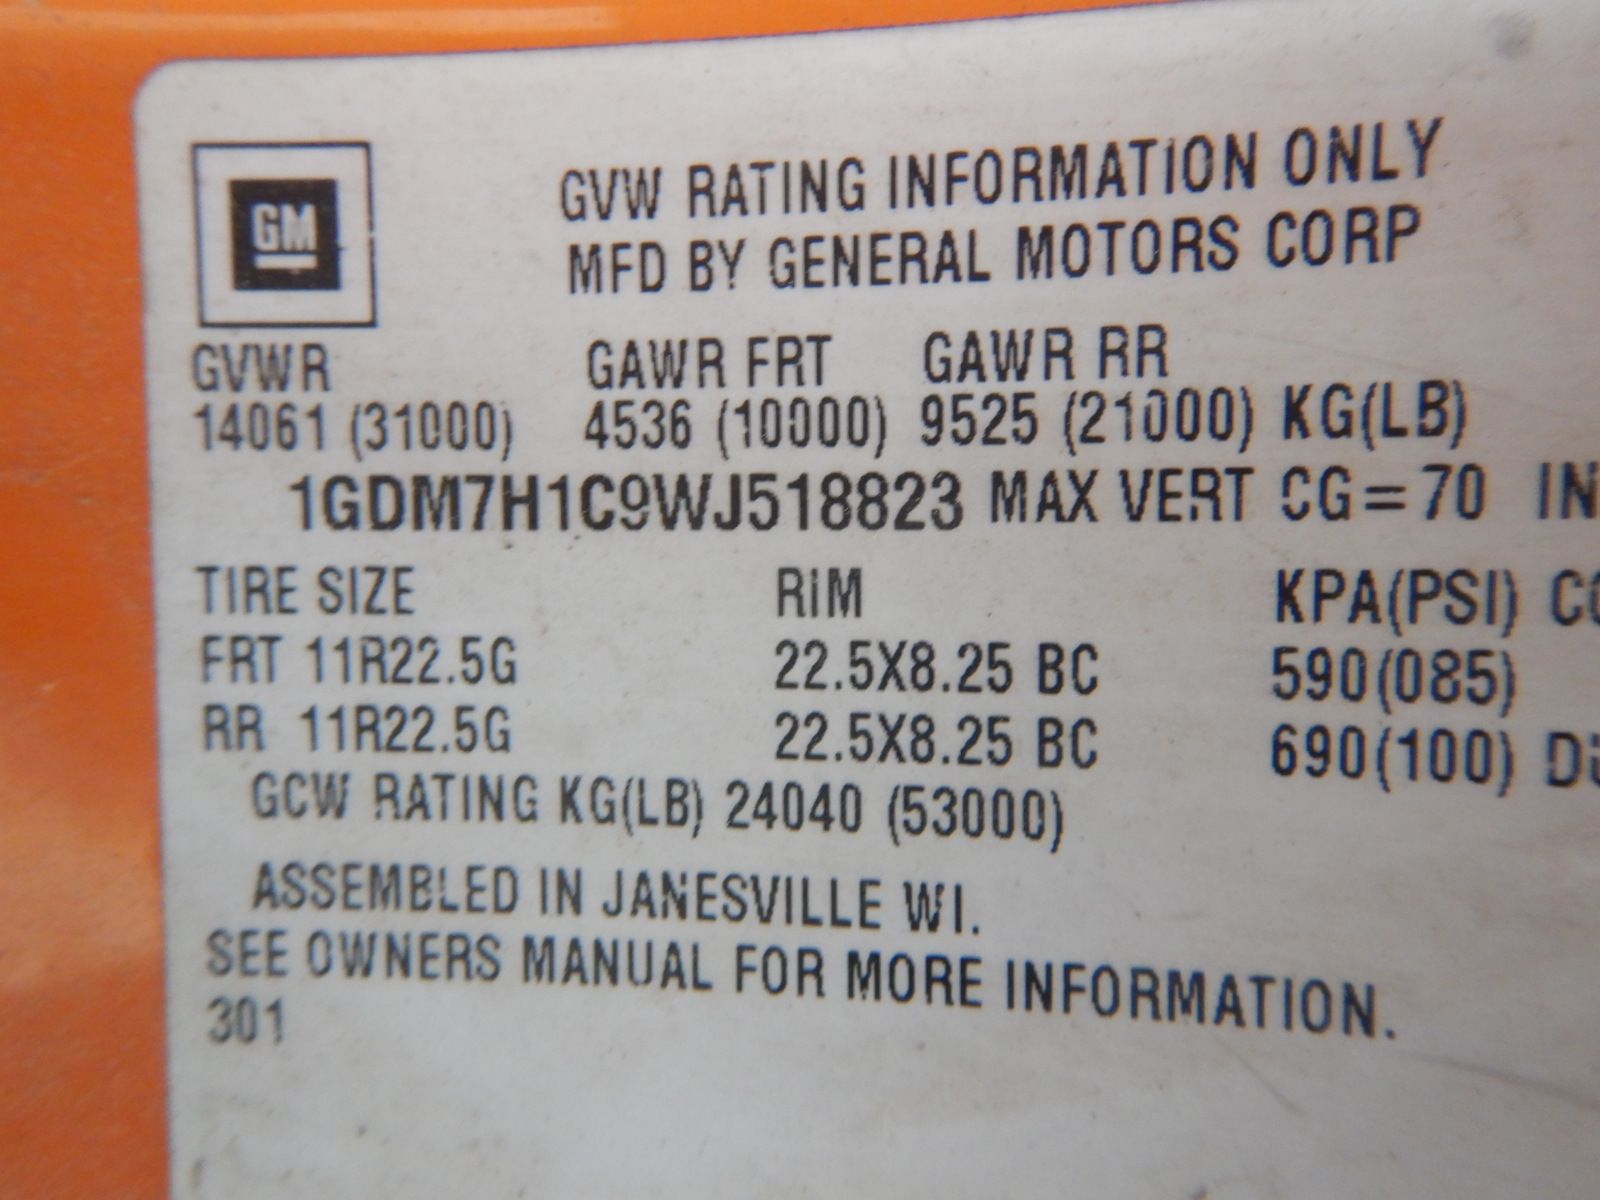 GM
GVW RATING INFORMATION ONLY
MFD BY GENERAL MOTORS CORP
GVWR GAWR FRT GAWR RR
14061 (31000) 4536 (10000) 9525 (21000) KG(LB)
1GDM7H1C9WJ518823 MAX VERT CG=70 IN
TIRE SIZE RIM KPA(PSI)
FRT 11R22.5G 22.5X8.25 BC 590(085)
RR 11R22.5G 22.5X8.25 BC 690(100)
GCW RATING KG(LB) 24040 (53000)
ASSEMBLED IN JANESVILLE WI.
SEE OWNERS MANUAL FOR MORE INFORMATION.
301